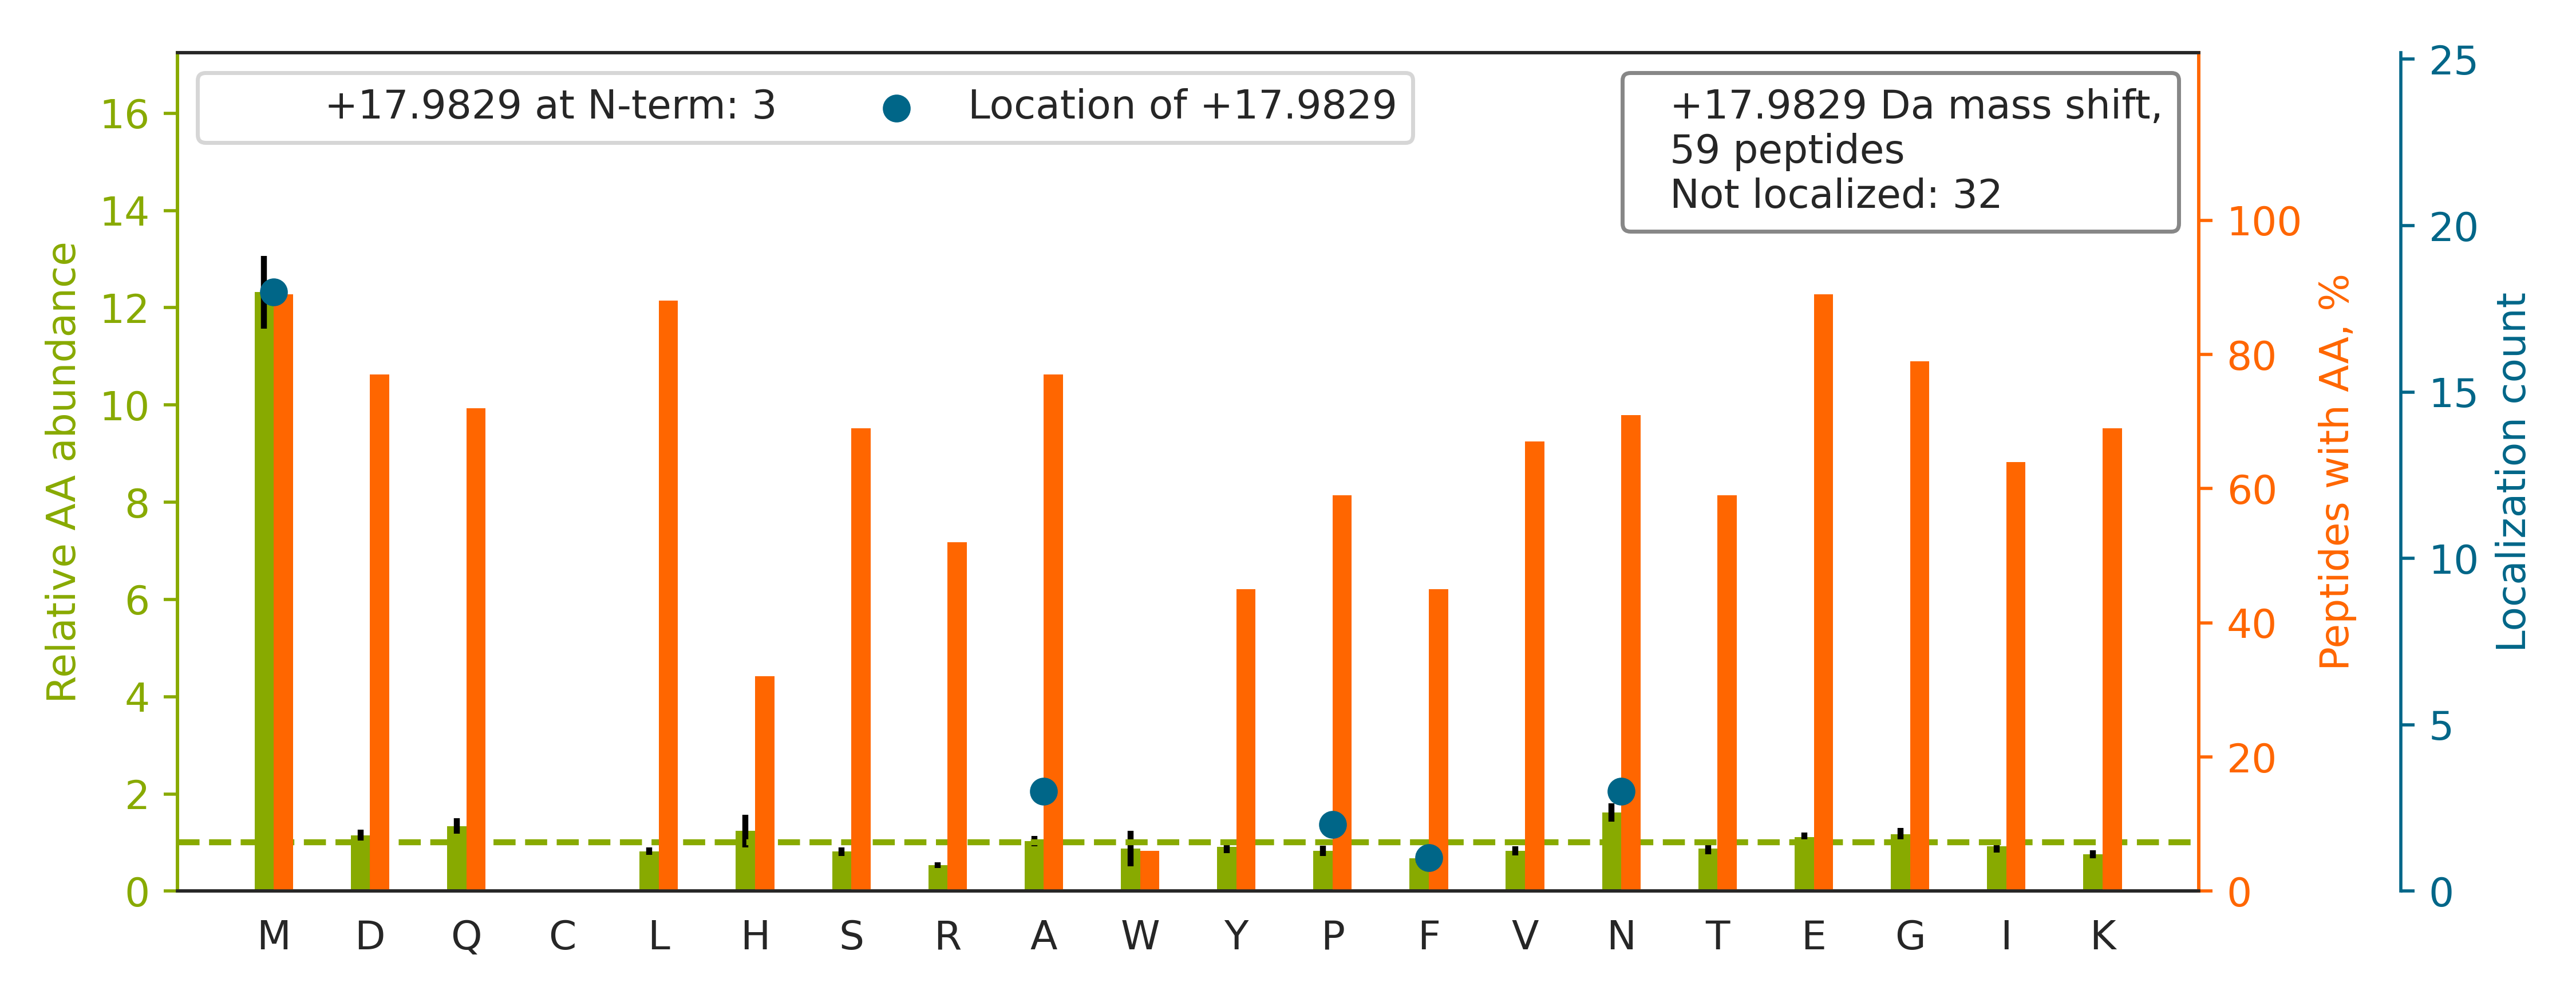 +17.9829 at N-term: 3
Location of +17.9829
+17.9829 Da mass shift,
59 peptides
Not localized: 32
Relative AA abundance
16
14
12
10
8
6
4
2
0
Peptides with AA, %
100
80
60
40
20
0
Localization count
25
20
15
10
5
0
M D Q C L H S R A W Y P F V N T E G I K